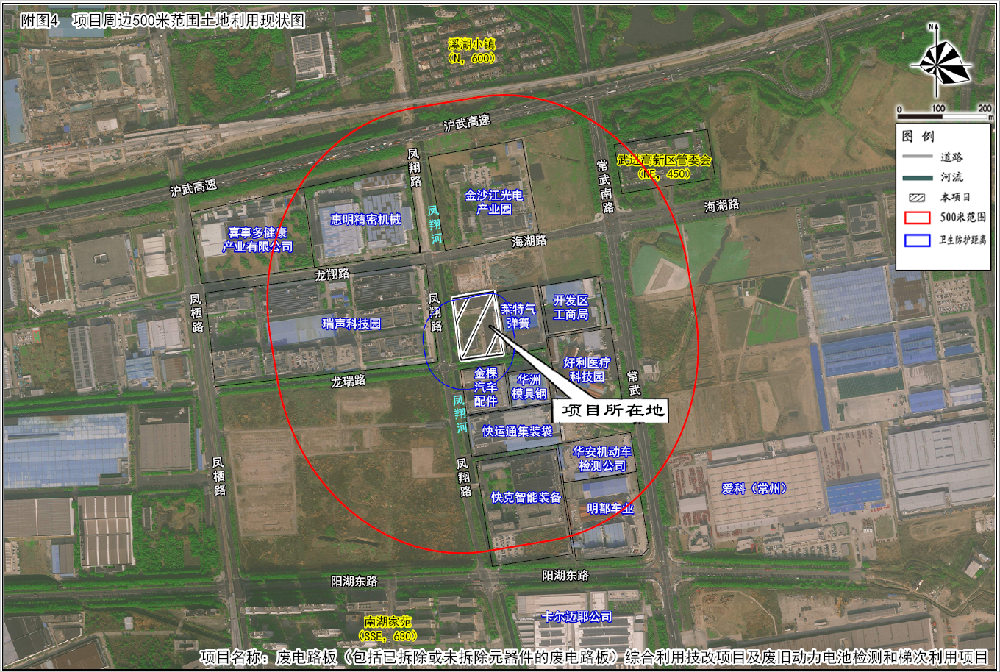 附图4 项目周边500米范围土地利用现状图
溪湖小镇
（N，600）
N
0 100 200
m
图 例
道路
河流
本项目
500米范围
卫生防护距离
沪武高速
沪武高速
凤翔路
常武南路
武进高新区管委会
（NE，450）
金沙江光电
产业园
凤翔河
海湖路
惠明精密机械
喜事多健康
产业有限公司
海湖路
龙翔路
凤栖路
凤翔路
莱特气
弹簧
开发区
工商局
瑞声科技园
好利医疗
科技园
龙瑞路
金棵
汽车
配件
华洲
模具钢
常武
项目所在地
凤翔河
快运通集装袋
华安机动车
检测公司
凤栖路
凤翔路
爱科（常州）
快克智能装备
明都车业
阳湖东路
阳湖东路
南湖家苑
（SSE，630）
卡尔迈耶公司
项目名称：废电路板（包括已拆除或未拆除元器件的废电路板）综合利用技改项目及废旧动力电池检测和梯次利用项目